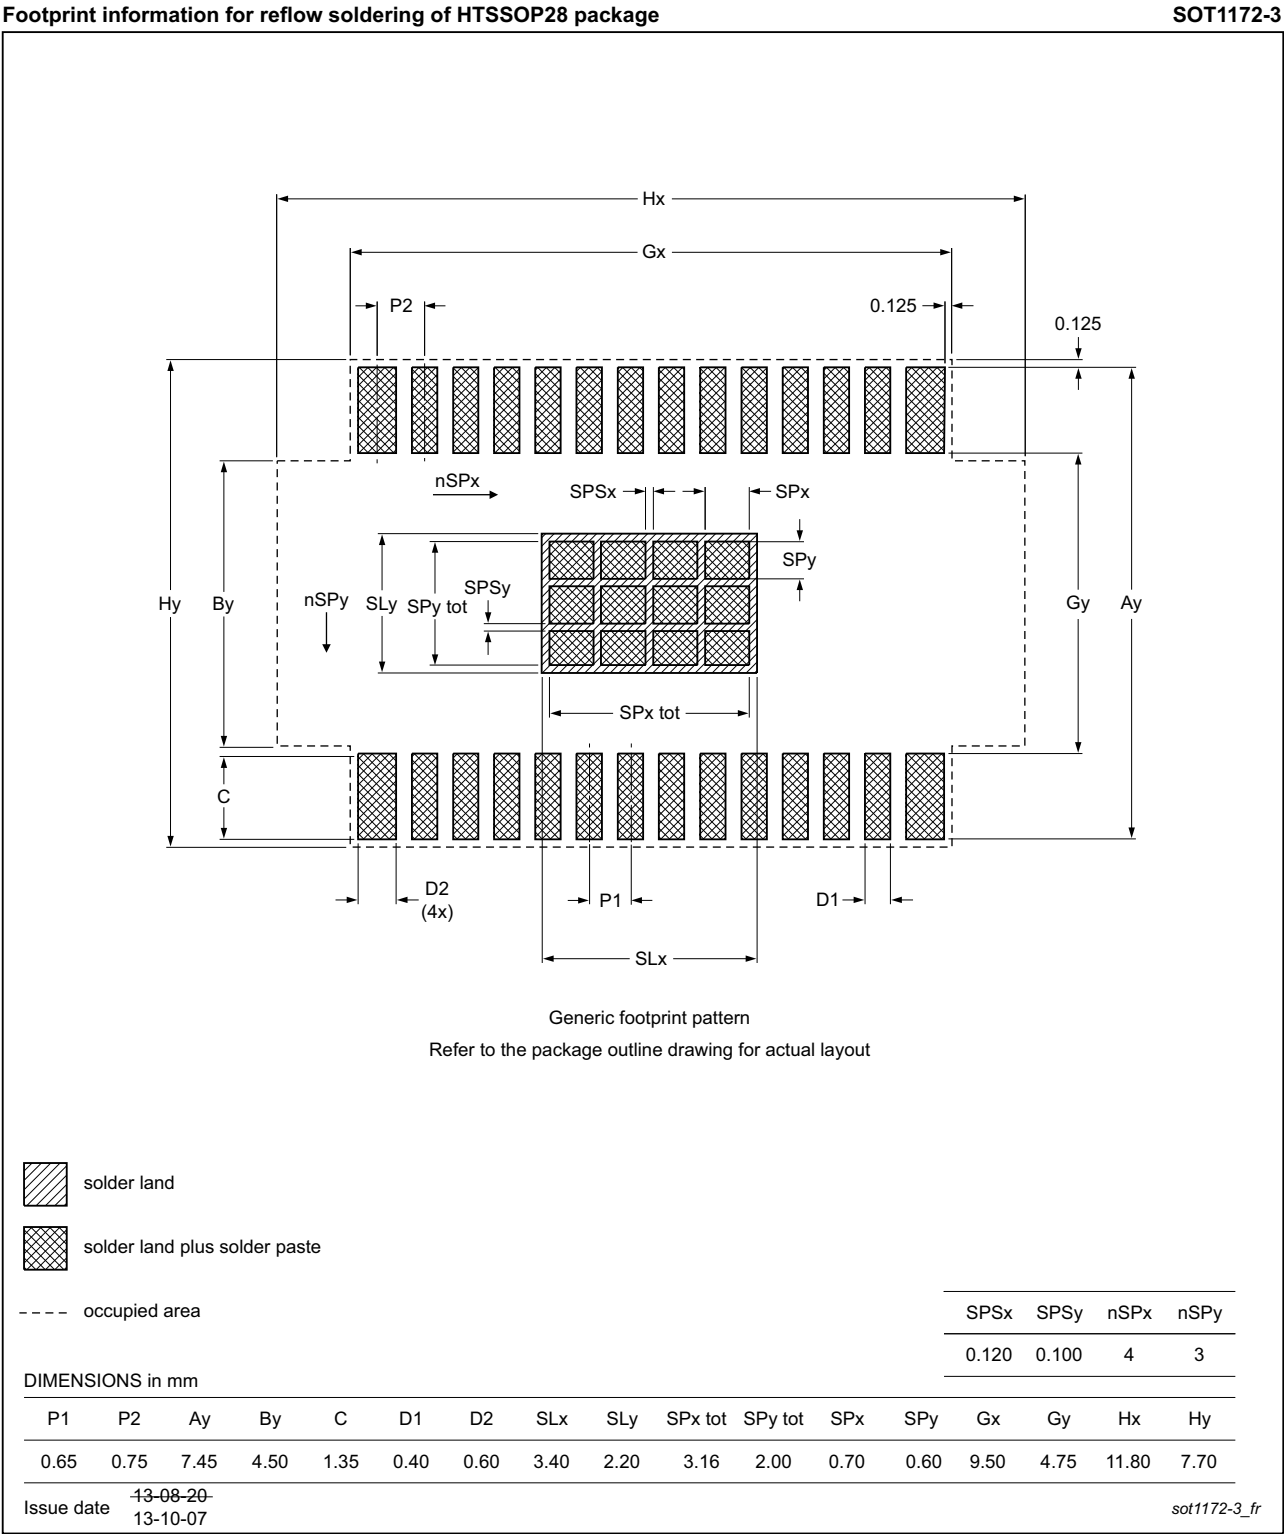 Footprint information for reflow soldering of HTSSOP28 package SOT1172-3
Hx
Gx
P2
0.125
0.125
nSPx
SPSx
SPx
SPy
SPSy
Hy
By
nSPy
SLy
SPy tot
Gy
Ay
SPx tot
C
D2
(4x)
P1
D1
SLx
Generic footprint pattern
Refer to the package outline drawing for actual layout
solder land
solder land plus solder paste
occupied area
SPSx SPSy nSPx nSPy
0.120 0.100 4 3
DIMENSIONS in mm
P1 P2 Ay By C D1 D2 SLx SLy SPx tot SPy tot SPx SPy Gx Gy Hx Hy
0.65 0.75 7.45 4.50 1.35 0.40 0.60 3.40 2.20 3.16 2.00 0.70 0.60 9.50 4.75 11.80 7.70
Issue date
13-08-20
13-10-07
sot1172-3_fr